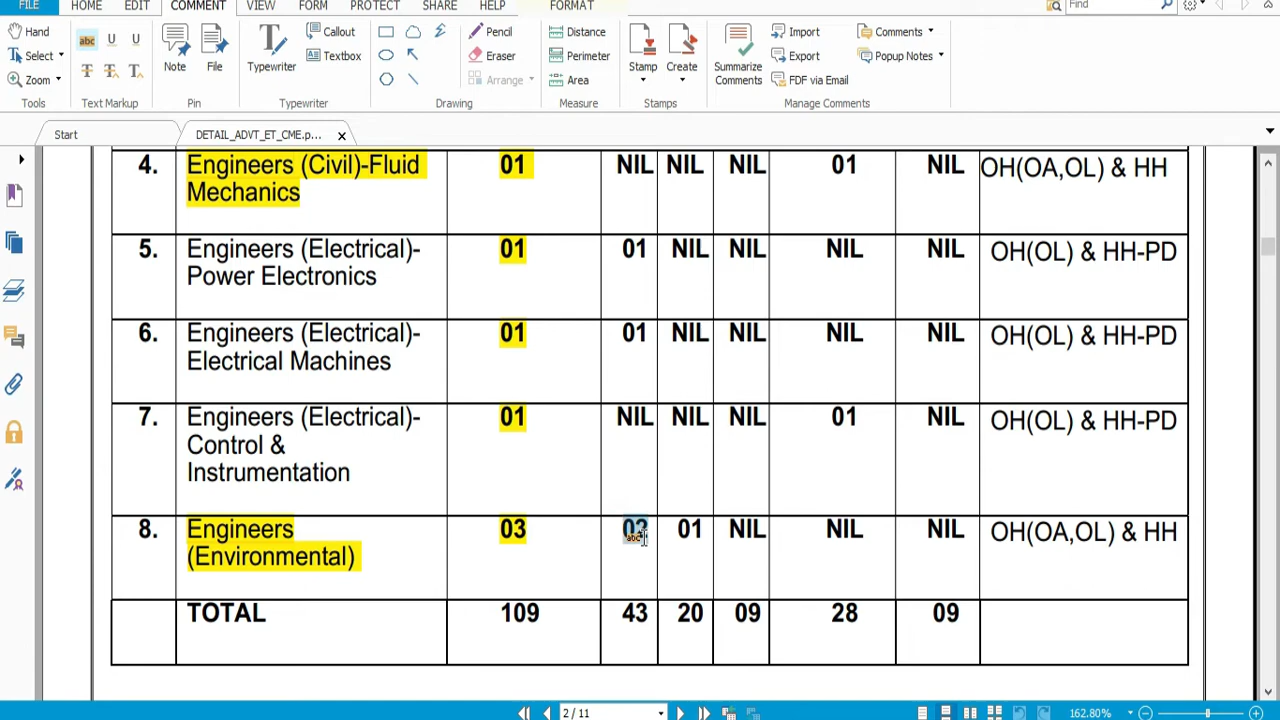 FILE HOME EDIT COMMENT VIEW FORM PROTECT SHARE HELP FORMAT Find
Hand abc U U Note File Typewriter Callout Pencil Distance Stamp Create Summarize Comments Import Comments
Select Textbox Eraser Perimeter Export Popup Notes
Zoom T T T Arrange Area FDF via Email
Tools Text Markup Pin Typewriter Drawing Measure Stamps Manage Comments
Start DETAIL_ADVT_ET_CME.p...
4. Engineers (Civil)-Fluid 01 NIL NIL NIL 01 NIL OH(OA,OL) & HH
Mechanics
5. Engineers (Electrical)- 01 01 NIL NIL NIL NIL OH(OL) & HH-PD
Power Electronics
6. Engineers (Electrical)- 01 01 NIL NIL NIL NIL OH(OL) & HH-PD
Electrical Machines
7. Engineers (Electrical)- 01 NIL NIL NIL 01 NIL OH(OL) & HH-PD
Control &
Instrumentation
8. Engineers 03 02 01 NIL NIL NIL OH(OA,OL) & HH
(Environmental)
TOTAL 109 43 20 09 28 09
2 / 11 162.80%